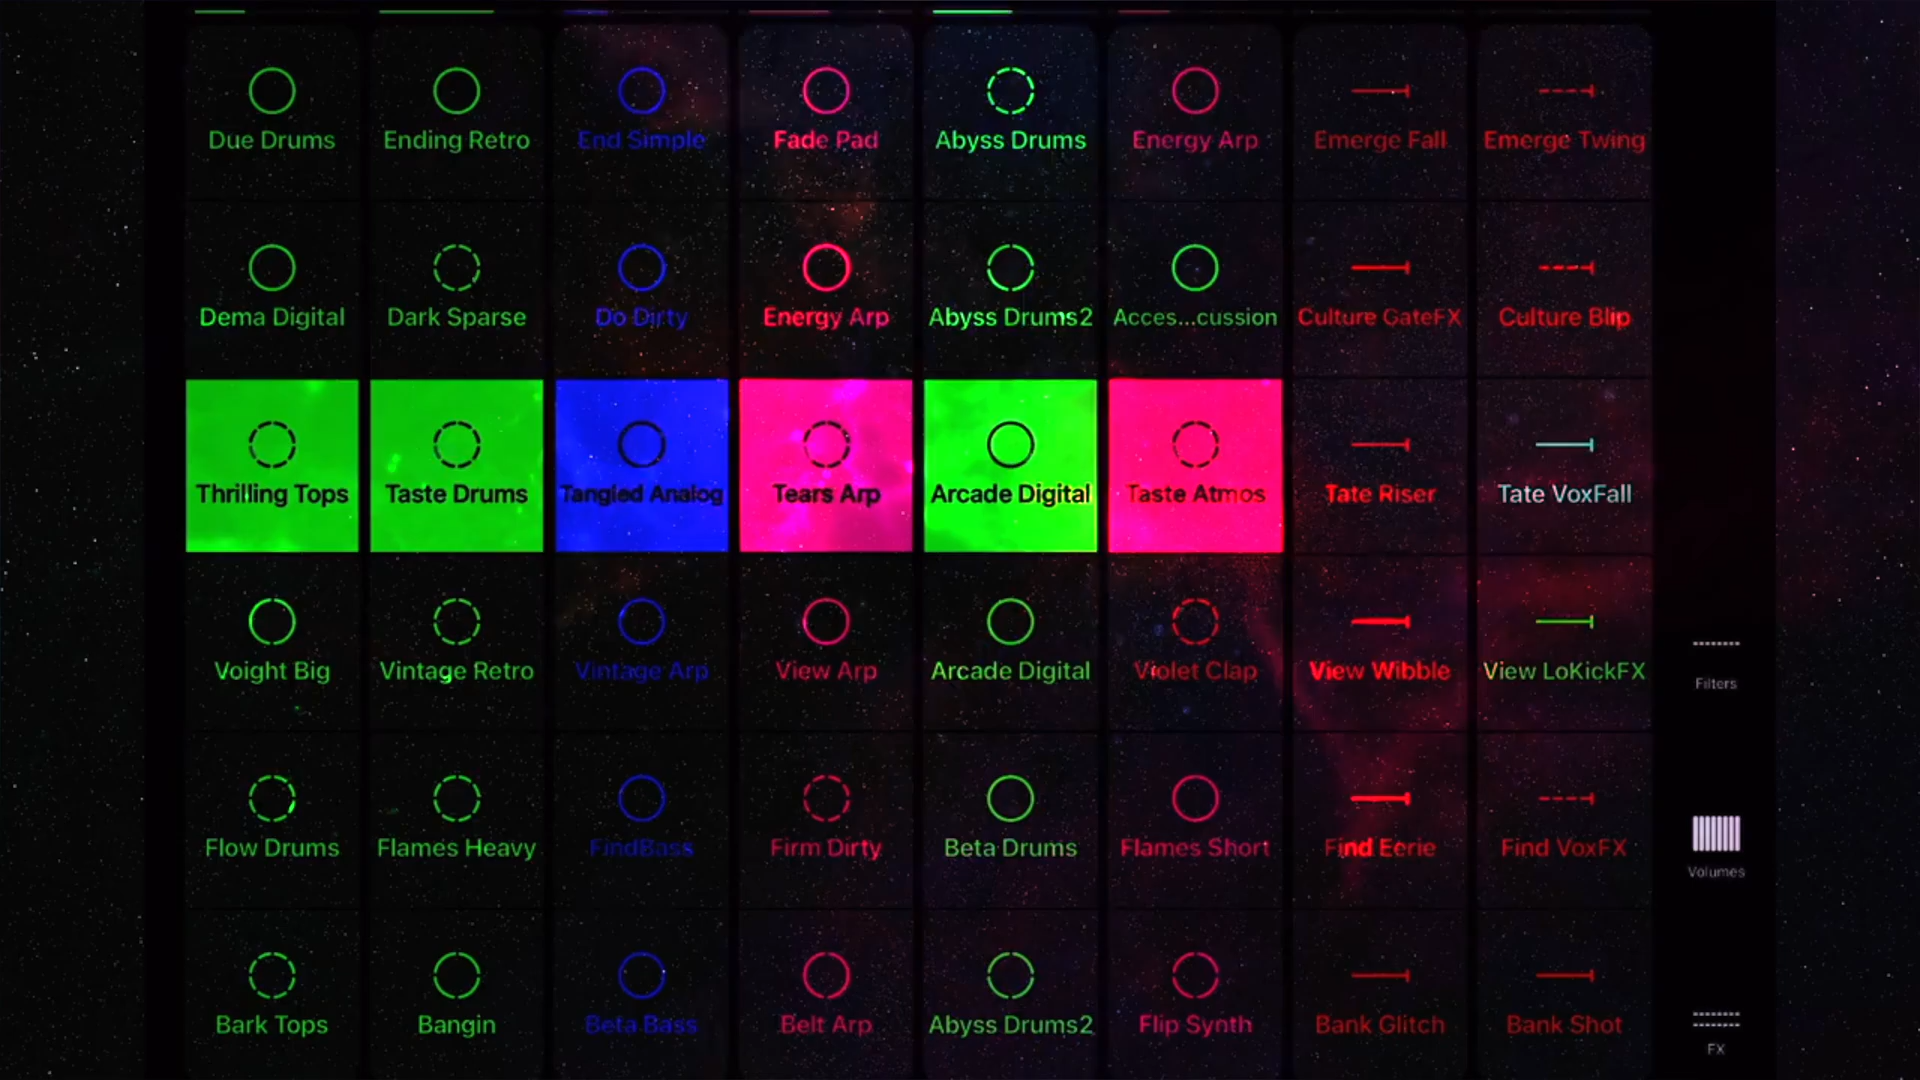 Due Drums
Ending Retro
End Simple
Fade Pad
Abyss Drums
Energy Arp
Emerge Fall
Emerge Twing
Dema Digital
Dark Sparse
Do Dirty
Energy Arp
Abyss Drums2
Acces...cussion
Culture GateFX
Culture Blip
Thrilling Tops
Taste Drums
Tangled Analog
Tears Arp
Arcade Digital
Taste Atmos
Tate Riser
Tate VoxFall
Voight Big
Vintage Retro
Vintage Arp
View Arp
Arcade Digital
Violet Clap
View Wibble
View LoKickFX
Filters
Flow Drums
Flames Heavy
FindBass
Firm Dirty
Beta Drums
Flames Short
Find Eerie
Find VoxFX
Volumes
Bark Tops
Bangin
Beta Bass
Belt Arp
Abyss Drums2
Flip Synth
Bank Glitch
Bank Shot
FX